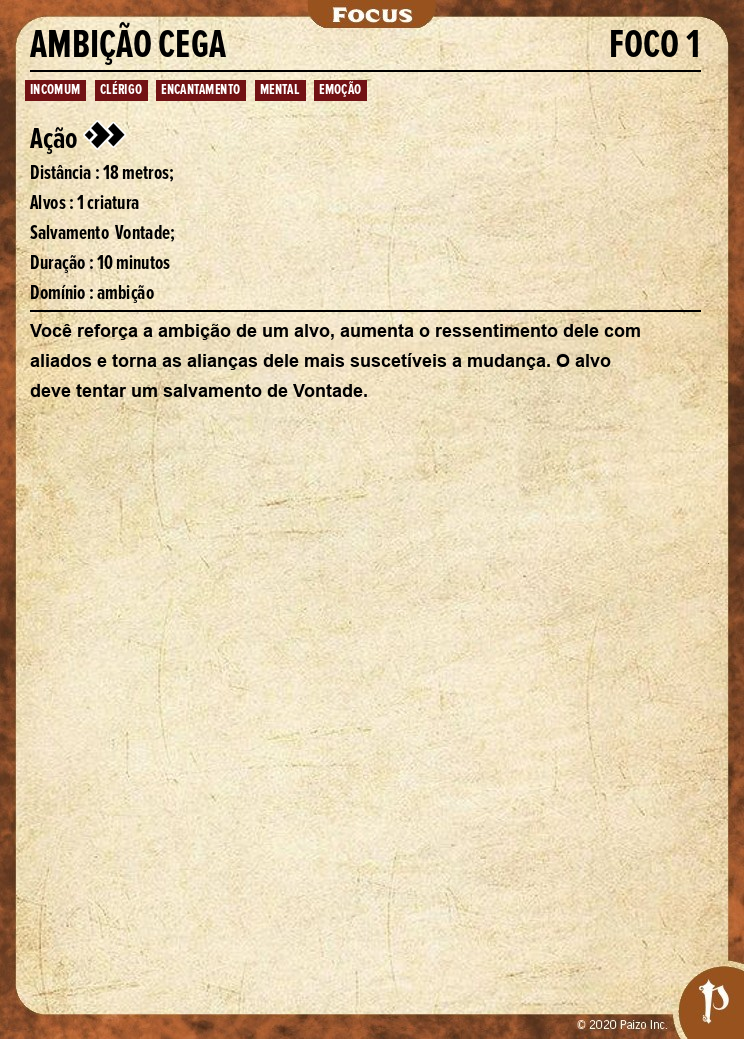 Focus
AMBIÇÃO CEGA FOCO 1
INCOMUM CLÉRIGO ENCANTAMENTO MENTAL EMOÇÃO
Ação
Distância : 18 metros;
Alvos : 1 criatura
Salvamento Vontade;
Duração : 10 minutos
Domínio : ambição
Você reforça a ambição de um alvo, aumenta o ressentimento dele com
aliados e torna as alianças dele mais suscetíveis a mudança. O alvo
deve tentar um salvamento de Vontade.
© 2020 Paizo Inc.
P